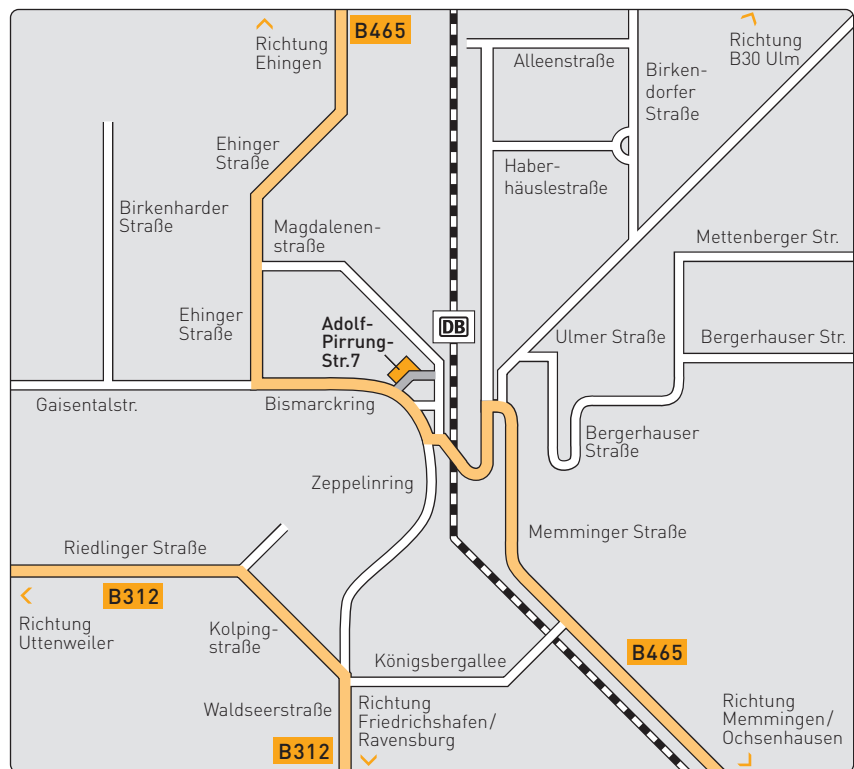 B465
Richtung
Ehingen
Richtung
B30 Ulm
Alleenstraße
Birken-
dorfer
Straße
Ehinger
Straße
Haber-
häuslestraße
Birkenharder
Straße
Magdalenen-
straße
Mettenberger Str.
Ehinger
Straße
Adolf-
Pirrung-
Str.7
DB
Ulmer Straße
Bergerhauser Str.
Gaisentalstr.
Bismarckring
Bergerhauser
Straße
Zeppelinring
Memminger Straße
Riedlinger Straße
B312
Richtung
Uttenweiler
Kolping-
straße
Königsbergallee
B465
Waldseerstraße
Richtung
Friedrichshafen/
Ravensburg
B312
Richtung
Memmingen/
Ochsenhausen